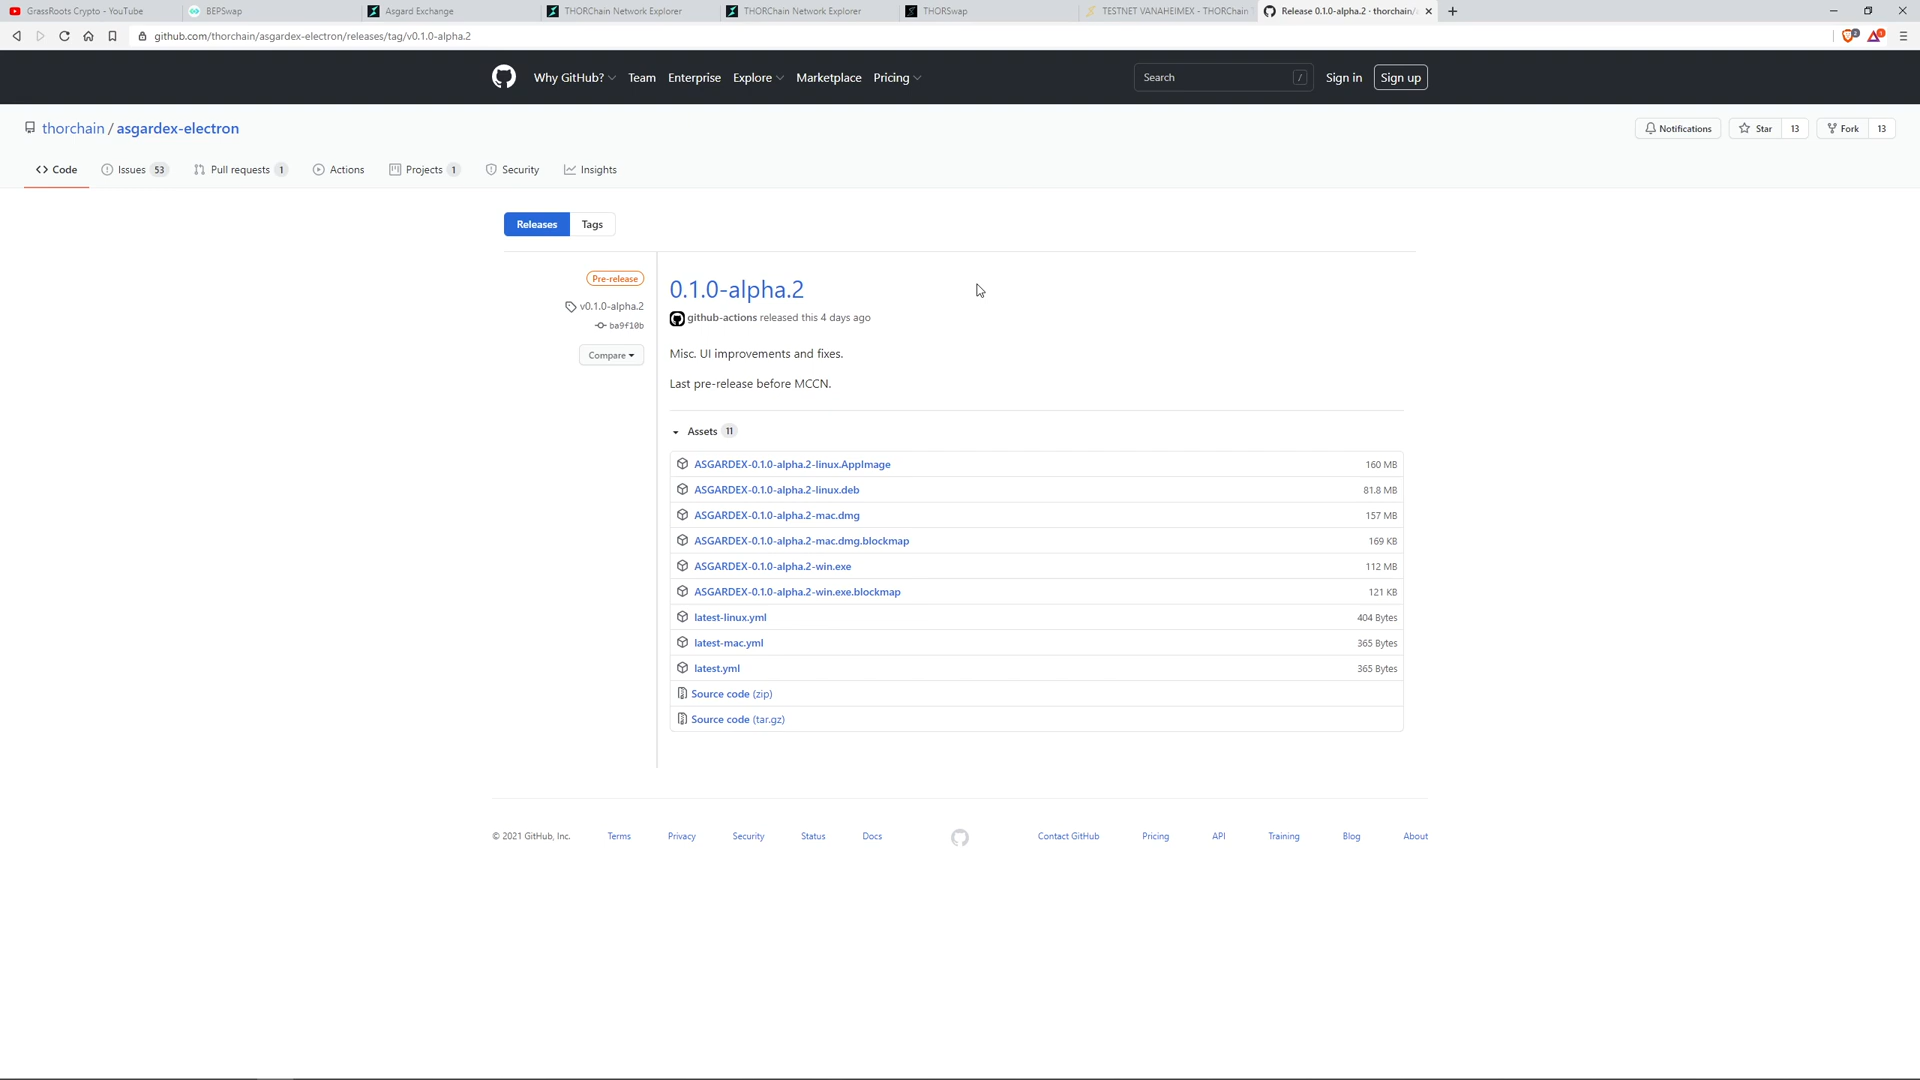 GrassRoots Crypto - YouTube
BEPSwap
Asgard Exchange
THORChain Network Explorer
THORChain Network Explorer
THORSwap
TESTNET VANAHEIMEX - THORChain
Release 0.1.0-alpha.2 · thorchain/
github.com/thorchain/asgardex-electron/releases/tag/v0.1.0-alpha.2
Why GitHub? Team Enterprise Explore Marketplace Pricing
Search /
Sign in Sign up
thorchain / asgardex-electron
Notifications Star 13 Fork 13
<> Code Issues 53 Pull requests 1 Actions Projects 1 Security Insights
Releases Tags
Pre-release
v0.1.0-alpha.2
ba9f10b
Compare
0.1.0-alpha.2
github-actions released this 4 days ago
Misc. UI improvements and fixes.
Last pre-release before MCCN.
Assets 11
ASGARDEX-0.1.0-alpha.2-linux.AppImage 160 MB
ASGARDEX-0.1.0-alpha.2-linux.deb 81.8 MB
ASGARDEX-0.1.0-alpha.2-mac.dmg 157 MB
ASGARDEX-0.1.0-alpha.2-mac.dmg.blockmap 169 KB
ASGARDEX-0.1.0-alpha.2-win.exe 112 MB
ASGARDEX-0.1.0-alpha.2-win.exe.blockmap 121 KB
latest-linux.yml 404 Bytes
latest-mac.yml 365 Bytes
latest.yml 365 Bytes
Source code (zip)
Source code (tar.gz)
© 2021 GitHub, Inc. Terms Privacy Security Status Docs Contact GitHub Pricing API Training Blog About